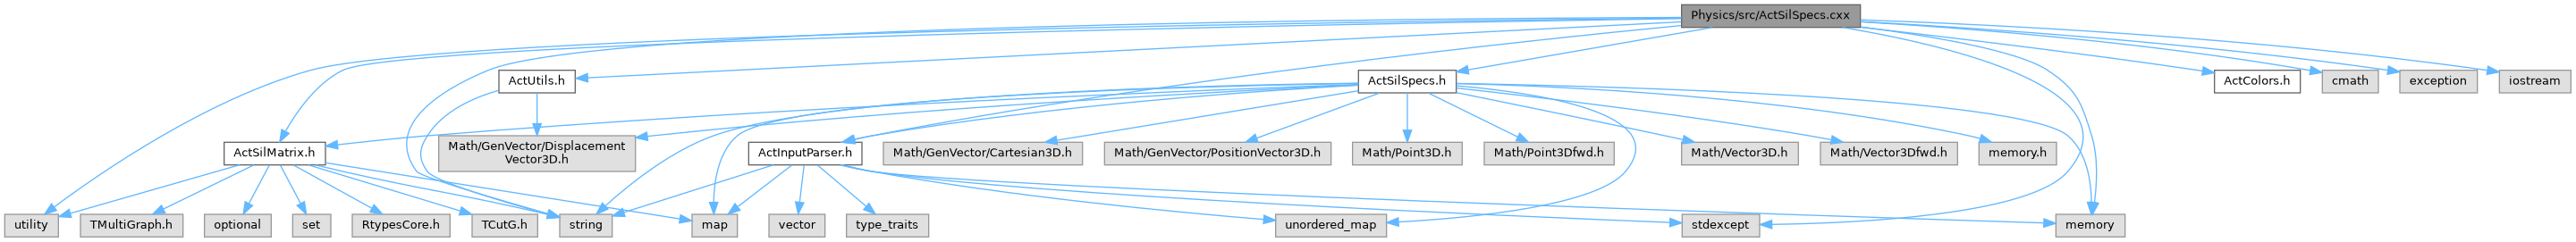 Physics/src/ActSilSpecs.cxx
ActUtils.h
ActSilSpecs.h
ActColors.h
cmath
exception
iostream
ActSilMatrix.h
Math/GenVector/Displacement
Vector3D.h
ActInputParser.h
Math/GenVector/Cartesian3D.h
Math/GenVector/PositionVector3D.h
Math/Point3D.h
Math/Point3Dfwd.h
Math/Vector3D.h
Math/Vector3Dfwd.h
memory.h
utility
TMultiGraph.h
optional
set
RtypesCore.h
TCutG.h
string
map
vector
type_traits
unordered_map
stdexcept
memory